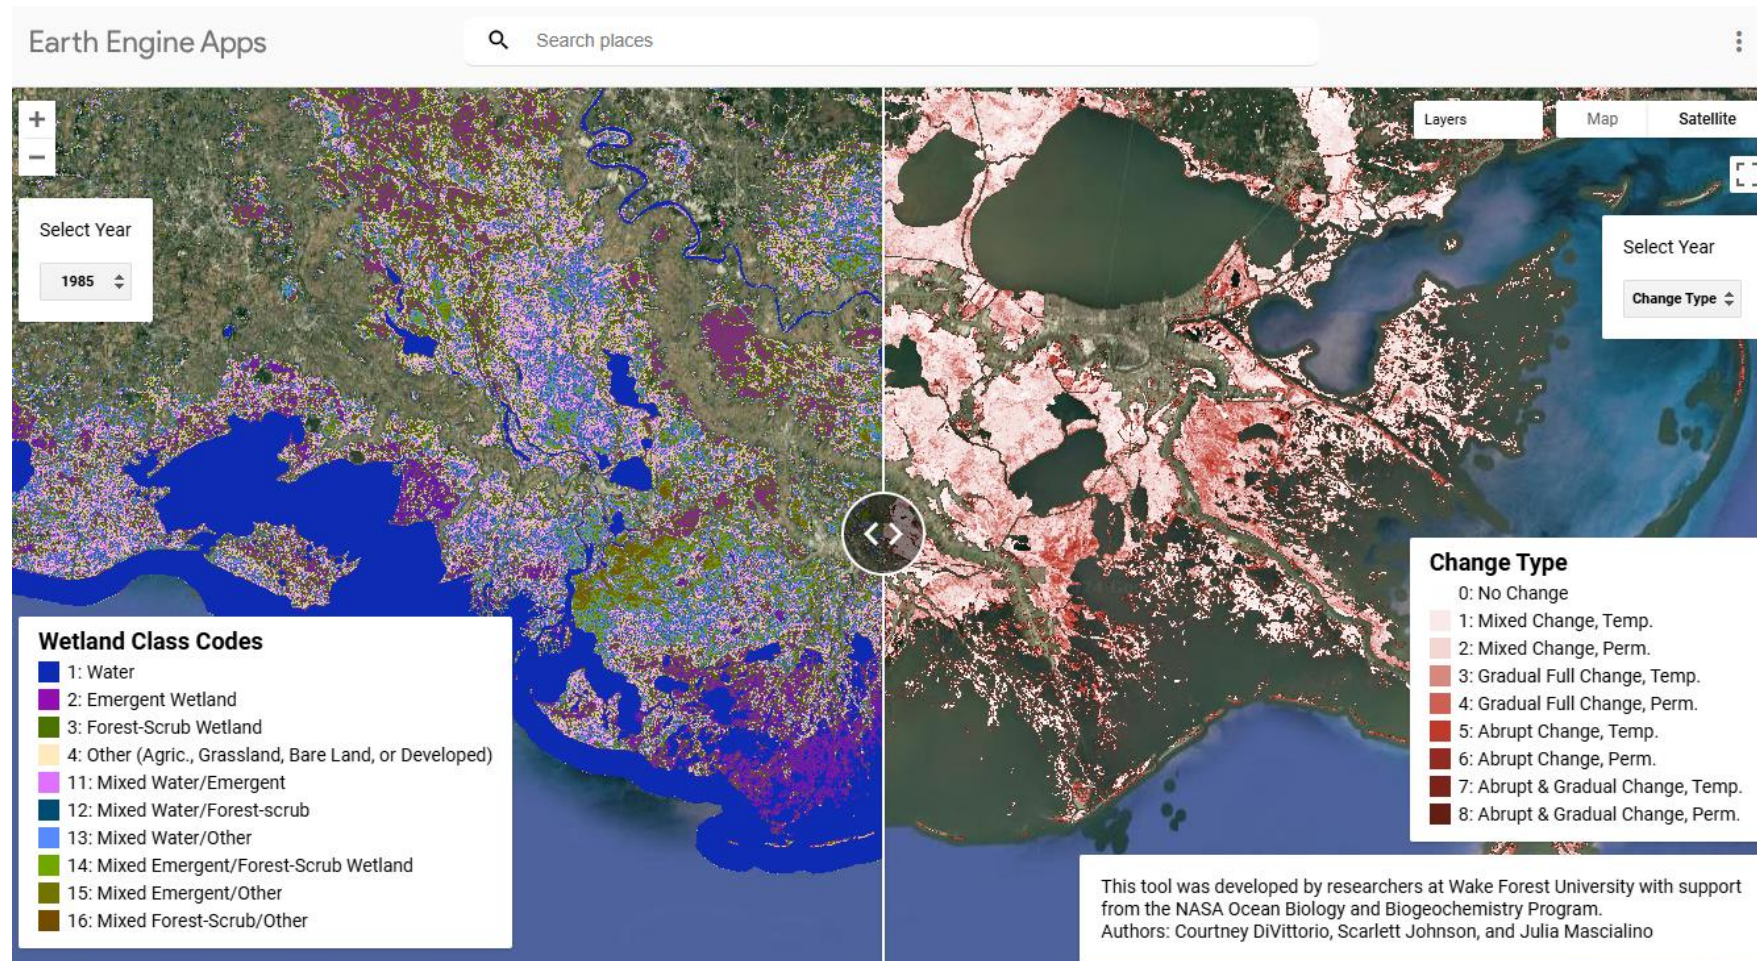 Earth Engine Apps
Search places
+
−
Layers
Map
Satellite
Select Year
1985
Select Year
Change Type
Wetland Class Codes
1: Water
2: Emergent Wetland
3: Forest-Scrub Wetland
4: Other (Agric., Grassland, Bare Land, or Developed)
11: Mixed Water/Emergent
12: Mixed Water/Forest-scrub
13: Mixed Water/Other
14: Mixed Emergent/Forest-Scrub Wetland
15: Mixed Emergent/Other
16: Mixed Forest-Scrub/Other
Change Type
0: No Change
1: Mixed Change, Temp.
2: Mixed Change, Perm.
3: Gradual Full Change, Temp.
4: Gradual Full Change, Perm.
5: Abrupt Change, Temp.
6: Abrupt Change, Perm.
7: Abrupt & Gradual Change, Temp.
8: Abrupt & Gradual Change, Perm.
This tool was developed by researchers at Wake Forest University with support
from the NASA Ocean Biology and Biogeochemistry Program.
Authors: Courtney DiVittorio, Scarlett Johnson, and Julia Mascialino